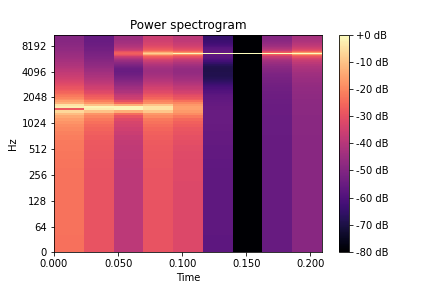 Power spectrogram
8192
4096
2048
1024
512
256
128
64
0
Hz
0.000 0.050 0.100 0.150 0.200
Time
+0 dB
-10 dB
-20 dB
-30 dB
-40 dB
-50 dB
-60 dB
-70 dB
-80 dB